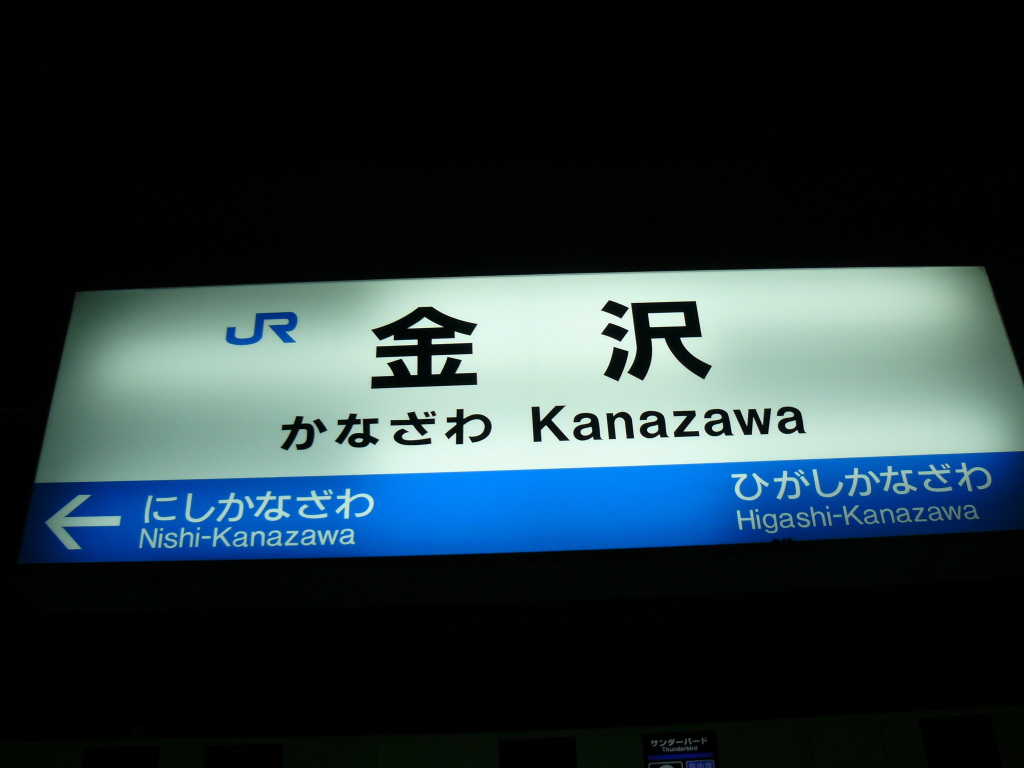 JR 金沢
かなざわ Kanazawa
← にしかなざわ
Nishi-Kanazawa
ひがしかなざわ
Higashi-Kanazawa
サンダーバード
Thunderbird